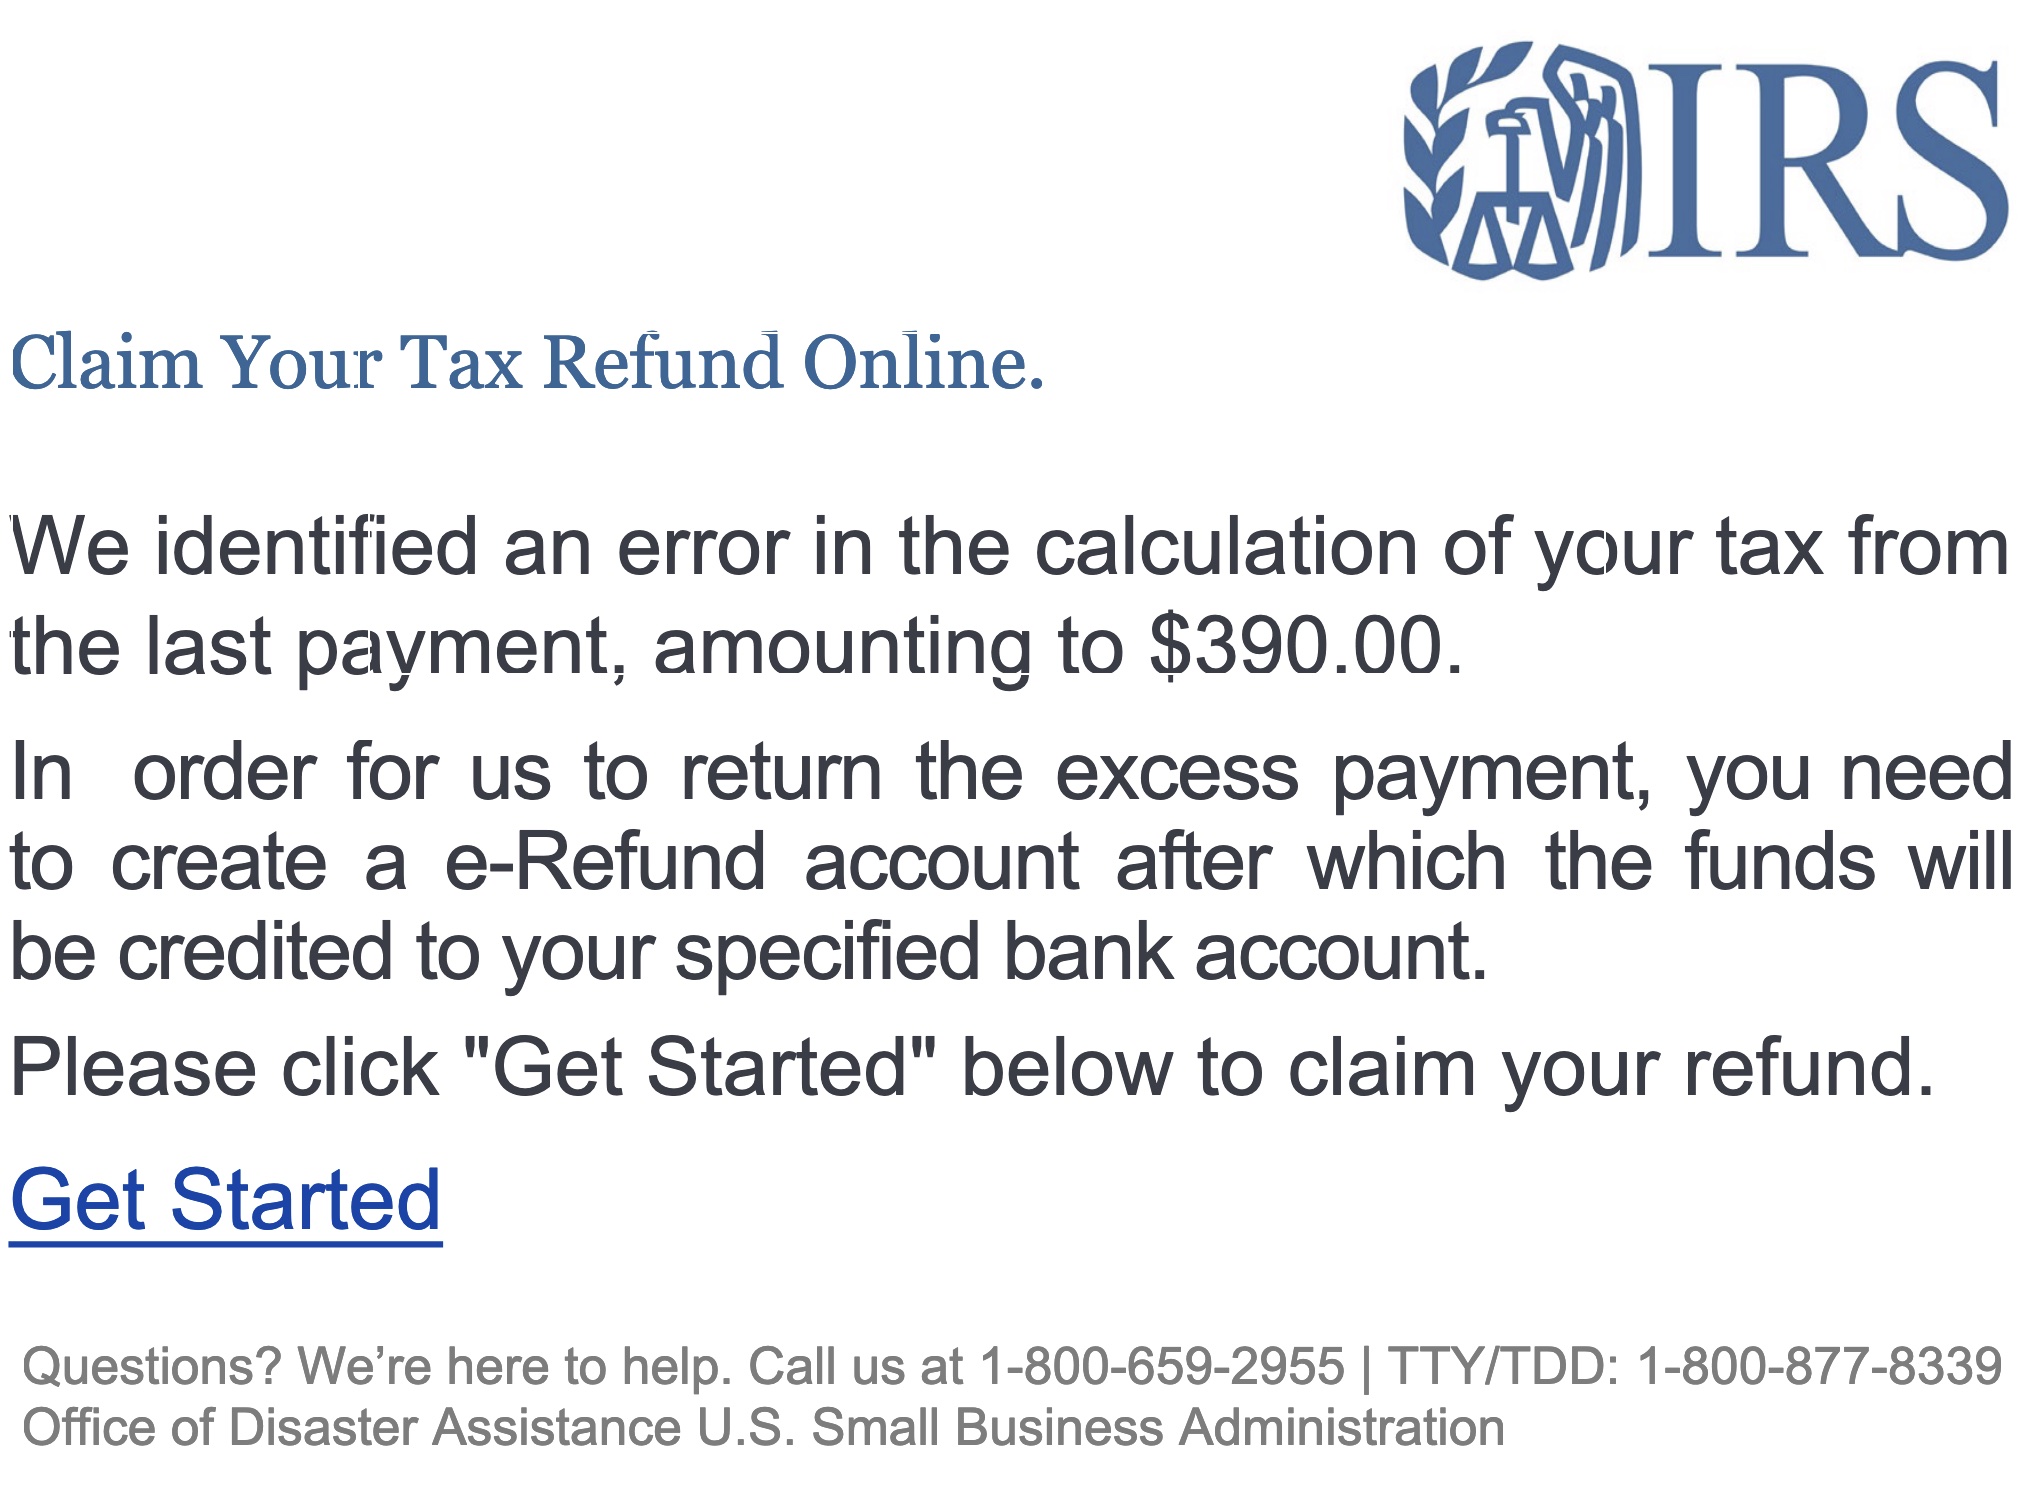 IRS
Claim Your Tax Refund Online.
We identified an error in the calculation of your tax from
the last payment, amounting to $390.00.
In order for us to return the excess payment, you need
to create a e-Refund account after which the funds will
be credited to your specified bank account.
Please click "Get Started" below to claim your refund.
Get Started
Questions? We’re here to help. Call us at 1-800-659-2955 | TTY/TDD: 1-800-877-8339
Office of Disaster Assistance U.S. Small Business Administration